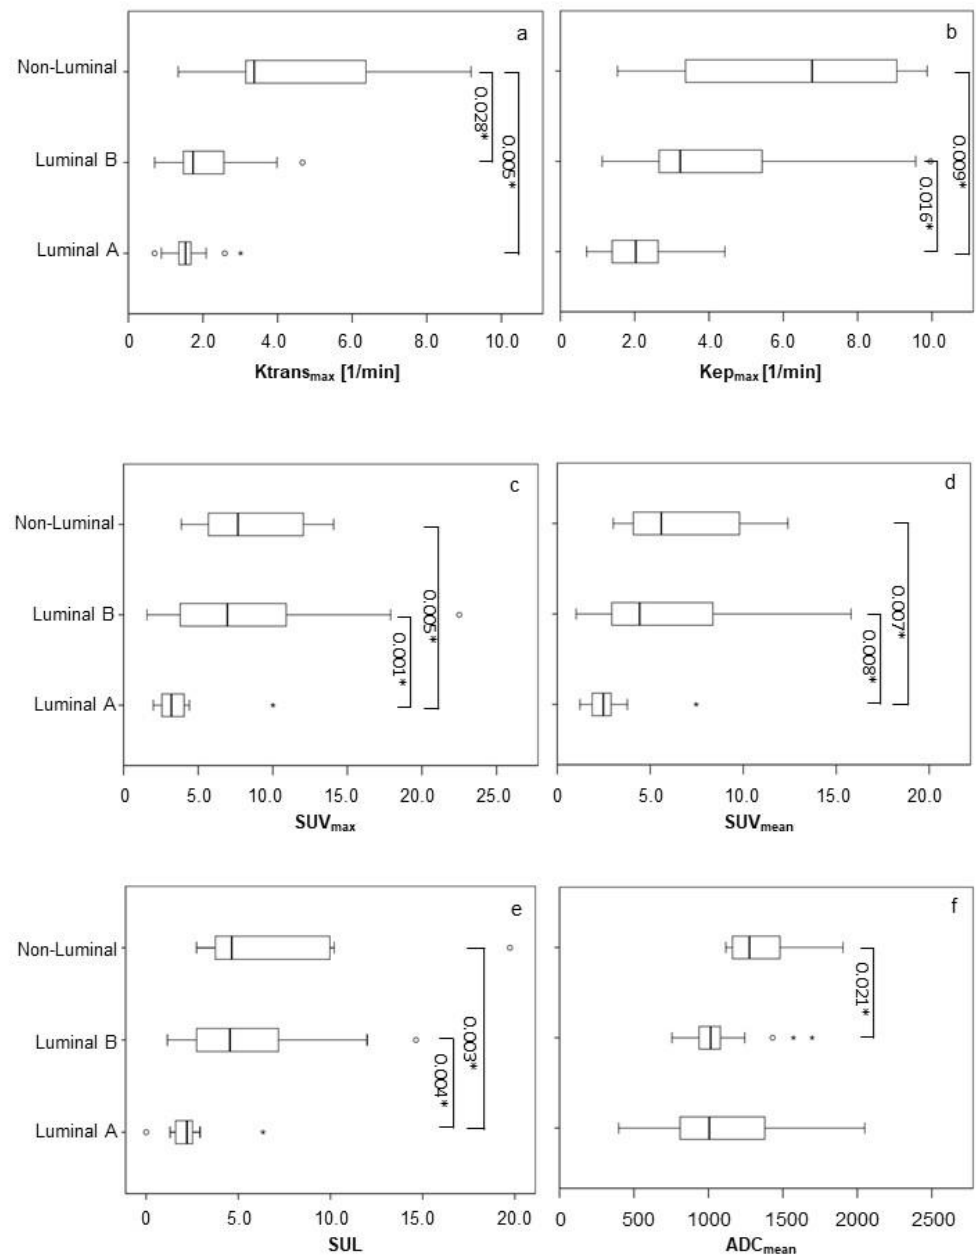 a
Non-Luminal
Luminal B
Luminal A
0.028*
0.005*
0 2.0 4.0 6.0 8.0 10.0
Ktransmax [1/min]
b
0.009*
0.016*
0 2.0 4.0 6.0 8.0 10.0
Kepmax [1/min]
c
Non-Luminal
Luminal B
Luminal A
0.005*
0.001*
0 5.0 10.0 15.0 20.0 25.0
SUVmax
d
0.007*
0.008*
0 5.0 10.0 15.0 20.0
SUVmean
e
Non-Luminal
Luminal B
Luminal A
0.003*
0.004*
0 5.0 10.0 15.0 20.0
SUL
f
0.021*
0 500 1000 1500 2000 2500
ADCmean